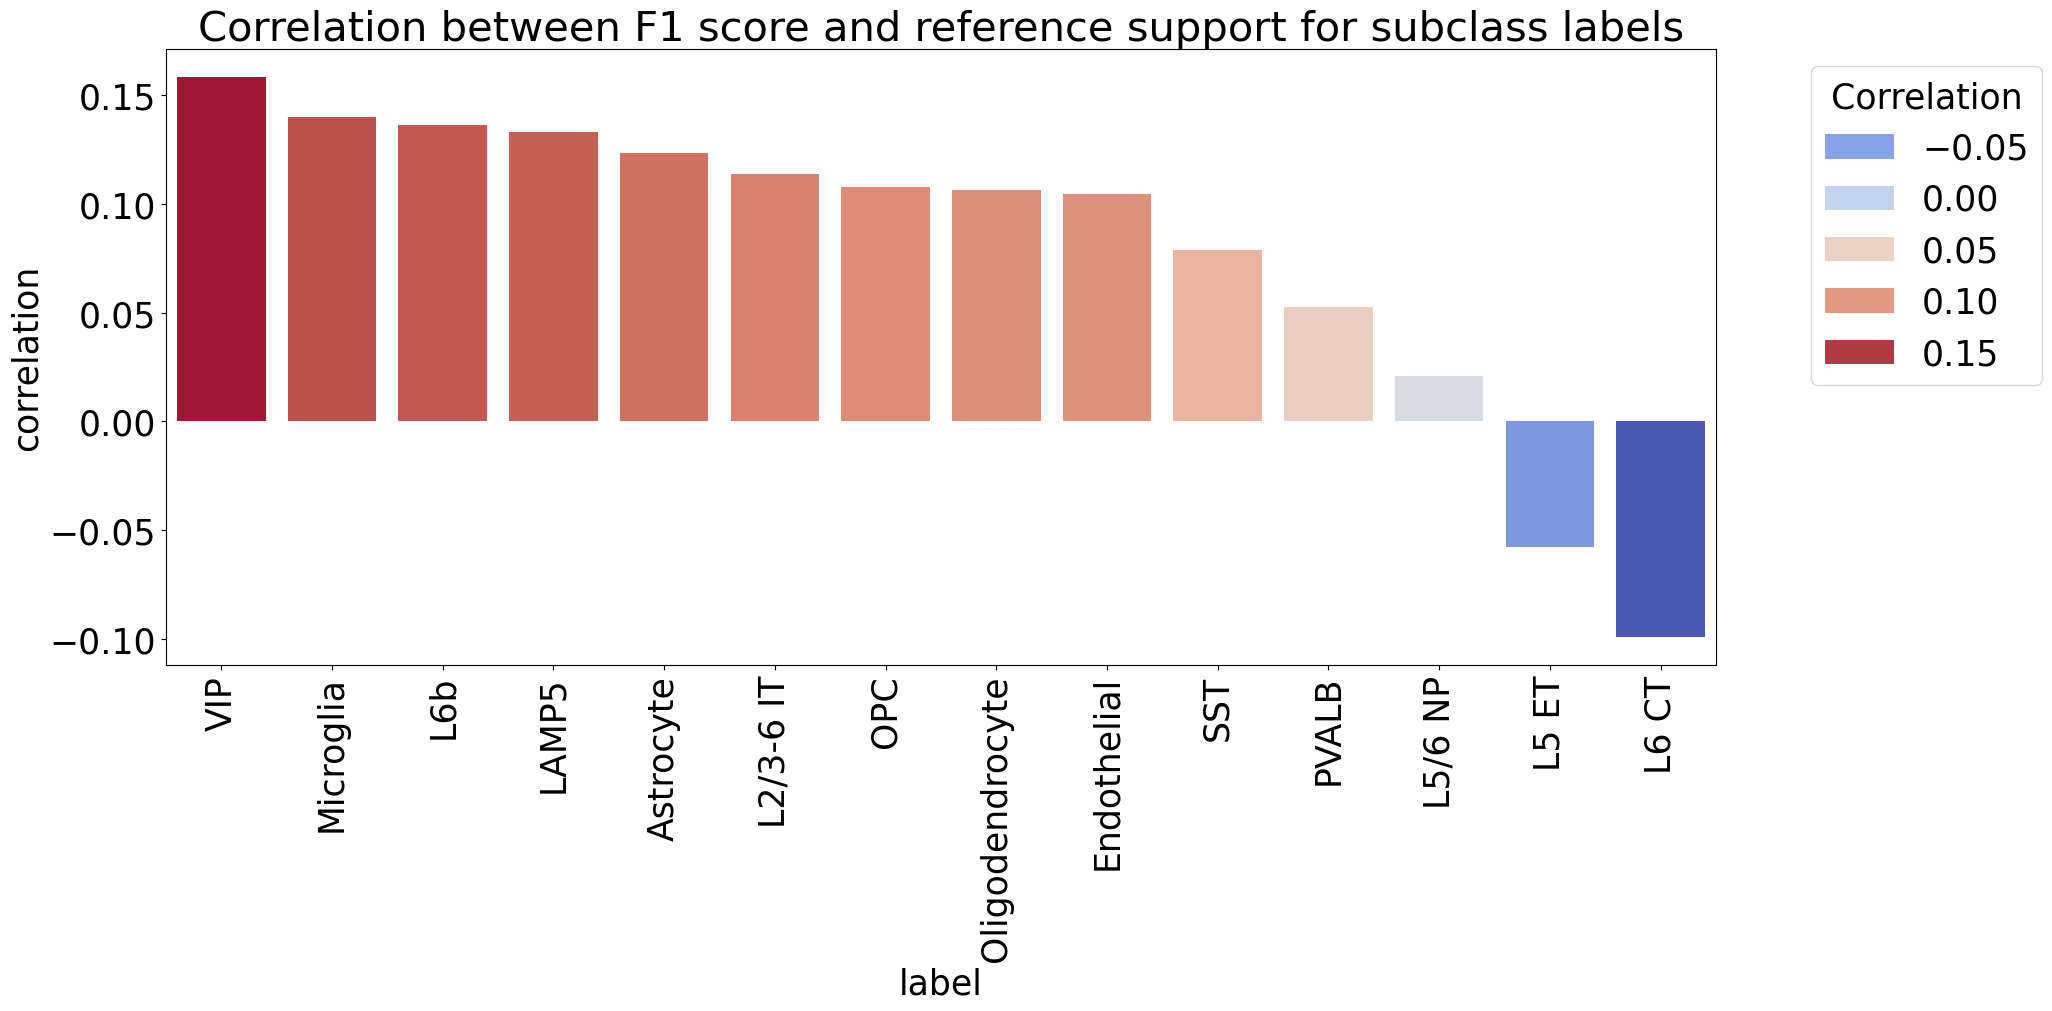 Correlation between F1 score and reference support for subclass labels
correlation
0.15
0.10
0.05
0.00
−0.05
−0.10
VIP
Microglia
L6b
LAMP5
Astrocyte
L2/3-6 IT
OPC
Oligodendrocyte
Endothelial
SST
PVALB
L5/6 NP
L5 ET
L6 CT
label
Correlation
−0.05
0.00
0.05
0.10
0.15